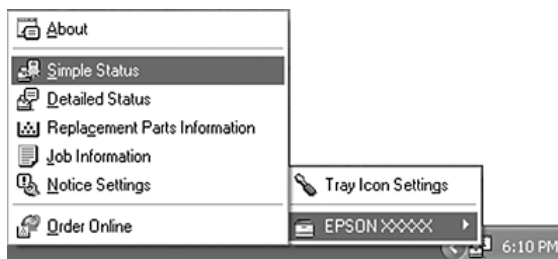 About
Simple Status
Detailed Status
Replacement Parts Information
Job Information
Notice Settings
Order Online
Tray Icon Settings
EPSON XXXXX
6:10 PM